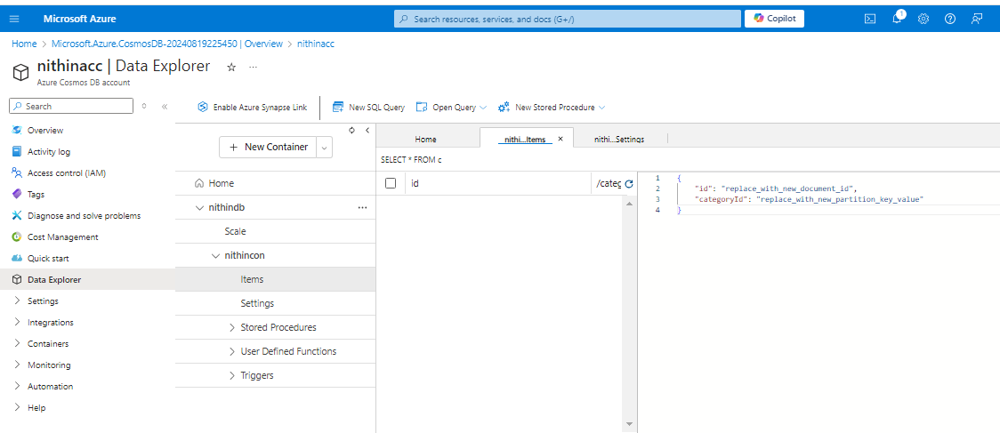 Microsoft Azure
Search resources, services, and docs (G+/)
Copilot
1
Home > Microsoft.Azure.CosmosDB-20240819225450 | Overview > nithinacc
nithinacc | Data Explorer
Azure Cosmos DB account
Search
Overview
Activity log
Access control (IAM)
Tags
Diagnose and solve problems
Cost Management
Quick start
Data Explorer
Settings
Integrations
Containers
Monitoring
Automation
Help
Enable Azure Synapse Link
New SQL Query
Open Query
New Stored Procedure
+ New Container
Home
nithindb
Scale
nithincon
Items
Settings
Stored Procedures
User Defined Functions
Triggers
Home
nithi...Items
nithi...Settings
SELECT * FROM c
id
/categ
1 {
2 "id": "replace_with_new_document_id",
3 "categoryId": "replace_with_new_partition_key_value"
4 }